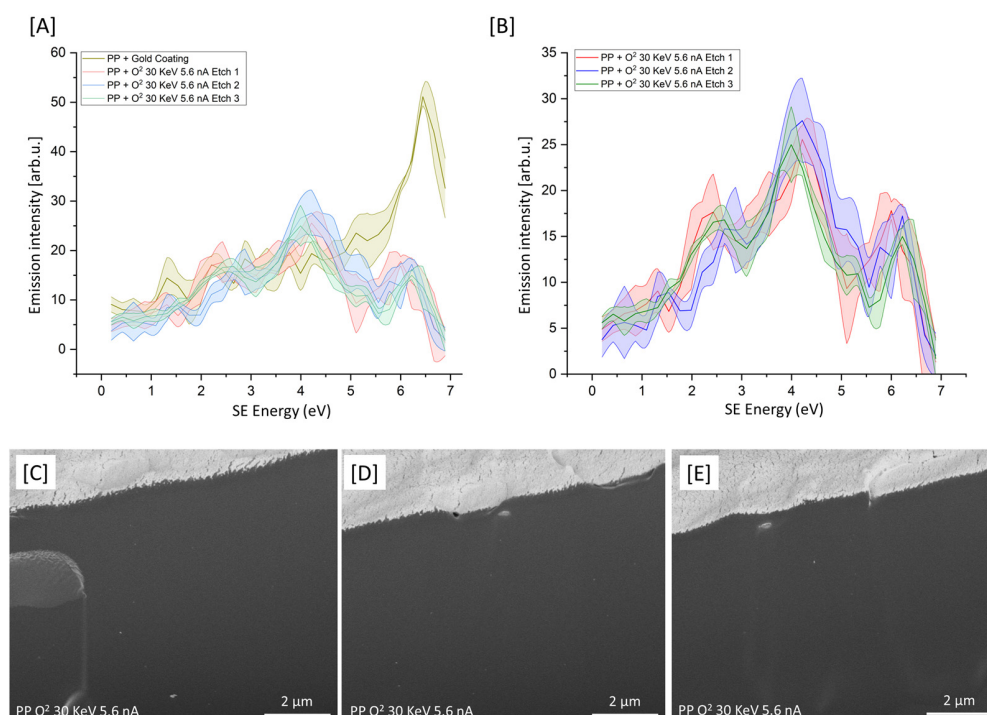 [A]
60
50
40
30
20
10
0
Emission intensity [arb.u.]
PP + Gold Coating
PP + O² 30 KeV 5.6 nA Etch 1
PP + O² 30 KeV 5.6 nA Etch 2
PP + O² 30 KeV 5.6 nA Etch 3
0 1 2 3 4 5 6 7
SE Energy (eV)
[B]
35
30
25
20
15
10
5
0
Emission intensity [arb.u.]
PP + O² 30 KeV 5.6 nA Etch 1
PP + O² 30 KeV 5.6 nA Etch 2
PP + O² 30 KeV 5.6 nA Etch 3
0 1 2 3 4 5 6 7
SE Energy (eV)
[C]
PP O² 30 KeV 5.6 nA
2 µm
[D]
PP O² 30 KeV 5.6 nA
2 µm
[E]
PP O² 30 KeV 5.6 nA
2 µm